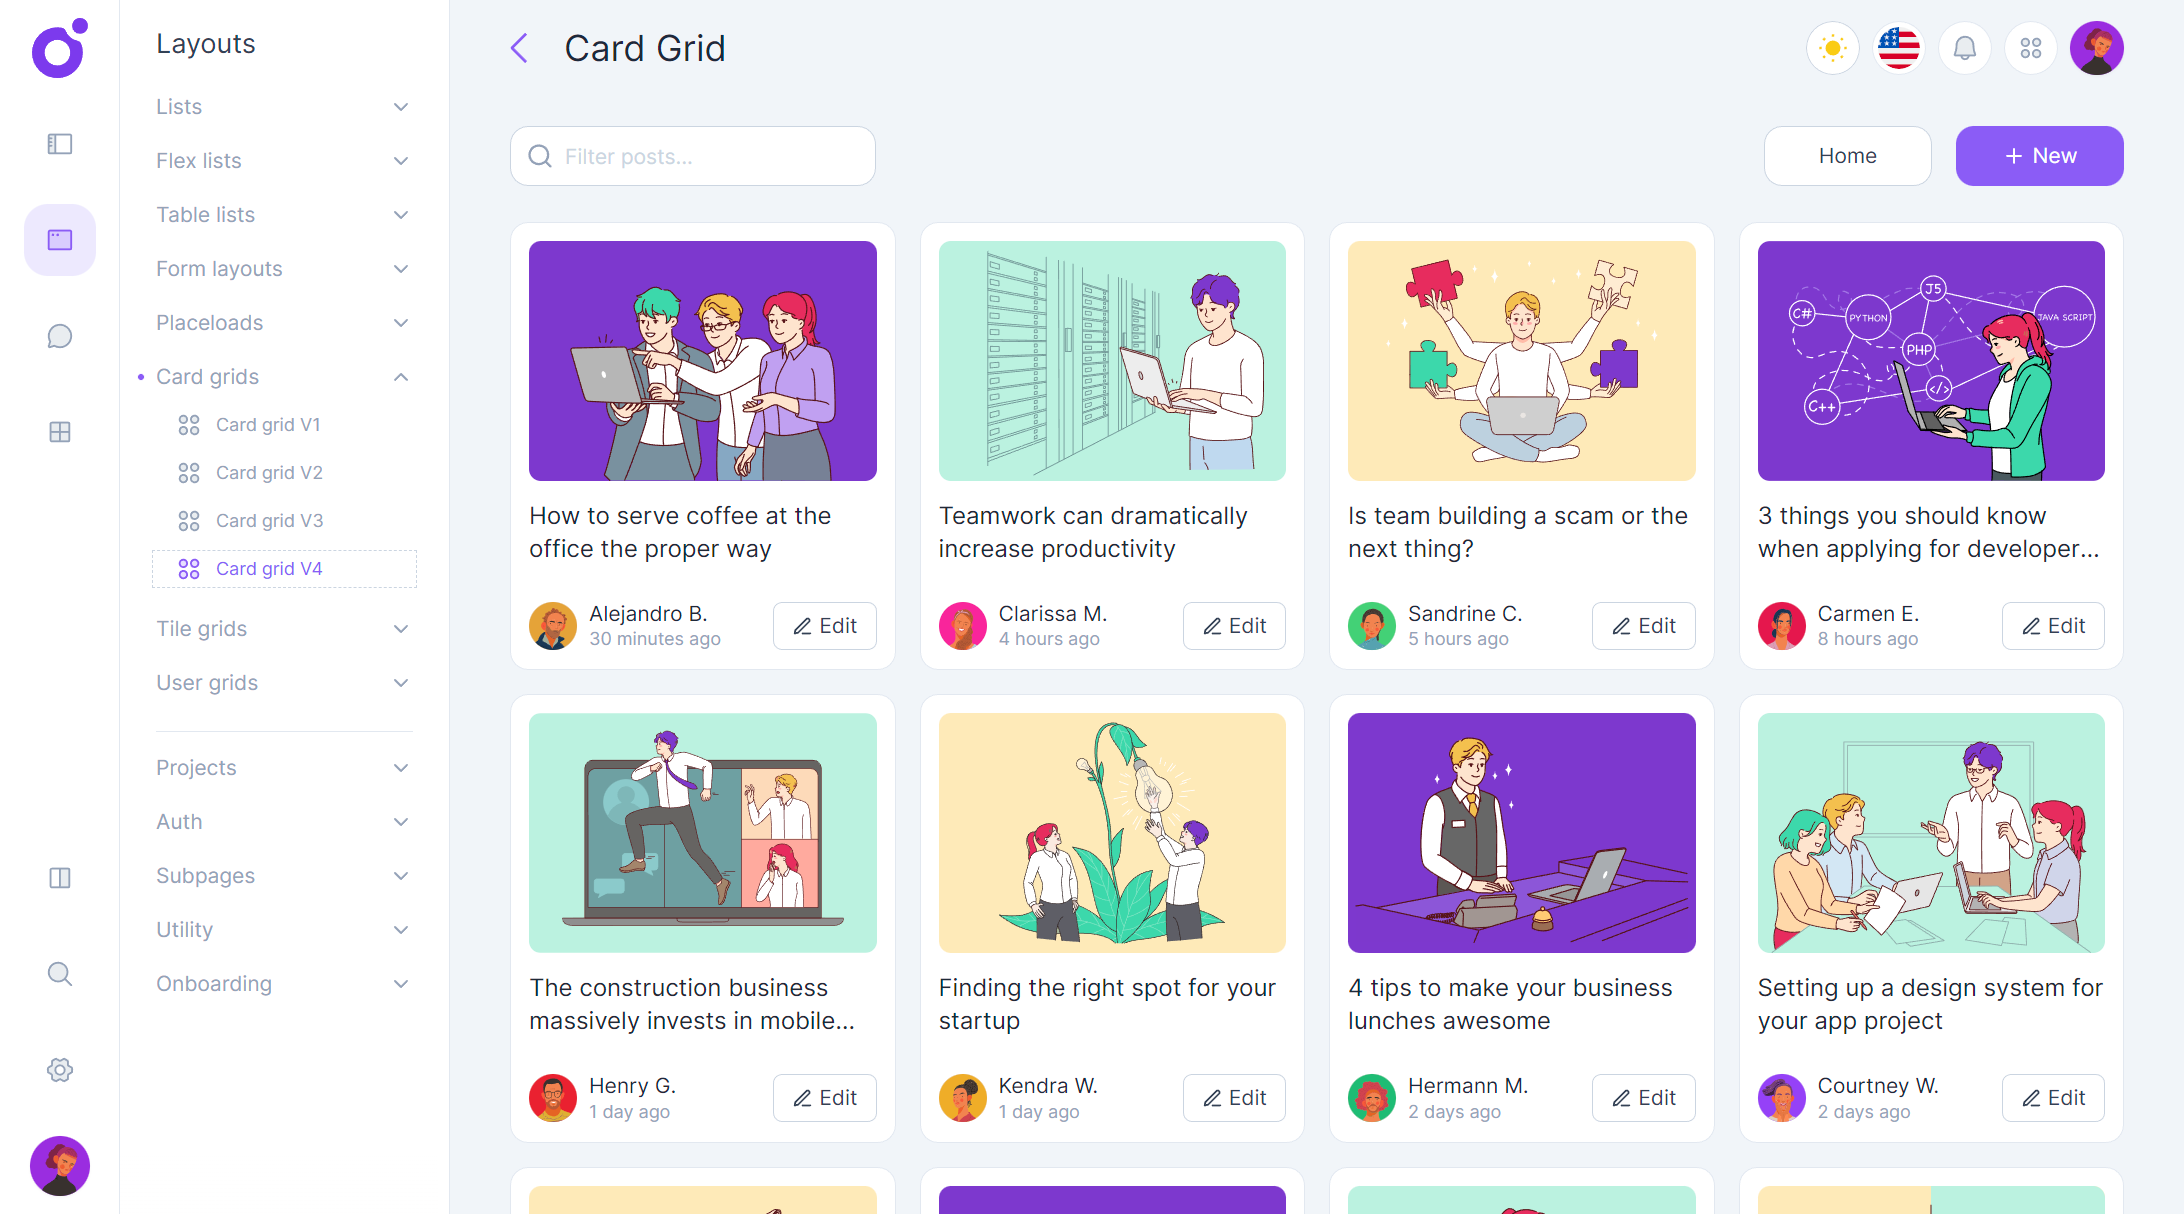 Layouts
Lists
Flex lists
Table lists
Form layouts
Placeloads
Card grids
Card grid V1
Card grid V2
Card grid V3
Card grid V4
Tile grids
User grids
Projects
Auth
Subpages
Utility
Onboarding
Card Grid
Filter posts...
Home
+ New
C#
PYTHON
J5
JAVA SCRIPT
PHP
</>
C++
How to serve coffee at the
office the proper way
Alejandro B.
30 minutes ago
Edit
Teamwork can dramatically
increase productivity
Clarissa M.
4 hours ago
Edit
Is team building a scam or the
next thing?
Sandrine C.
5 hours ago
Edit
3 things you should know
when applying for developer...
Carmen E.
8 hours ago
Edit
The construction business
massively invests in mobile...
Henry G.
1 day ago
Edit
Finding the right spot for your
startup
Kendra W.
1 day ago
Edit
4 tips to make your business
lunches awesome
Hermann M.
2 days ago
Edit
Setting up a design system for
your app project
Courtney W.
2 days ago
Edit